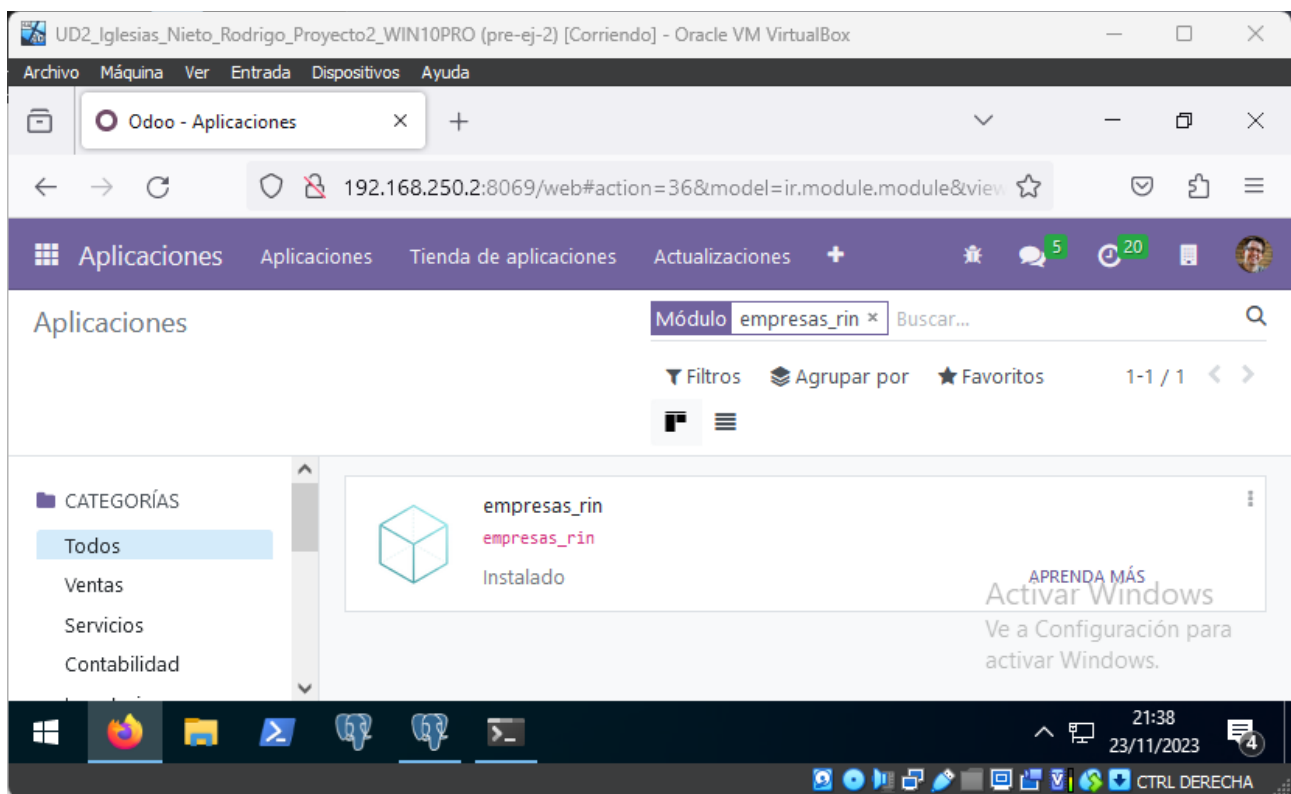 UD2_Iglesias_Nieto_Rodrigo_Proyecto2_WIN10PRO (pre-ej-2) [Corriendo] - Oracle VM VirtualBox
Archivo Máquina Ver Entrada Dispositivos Ayuda
Odoo - Aplicaciones
192.168.250.2:8069/web#action=36&model=ir.module.module&view
Aplicaciones Aplicaciones Tienda de aplicaciones Actualizaciones 5 20
Aplicaciones
Módulo empresas_rin × Buscar...
Filtros Agrupar por Favoritos 1-1 / 1
CATEGORÍAS
Todos
Ventas
Servicios
Contabilidad
empresas_rin
empresas_rin
Instalado
APRENDA MÁS
Activar Windows
Ve a Configuración para
activar Windows.
21:38
23/11/2023
4
CTRL DERECHA